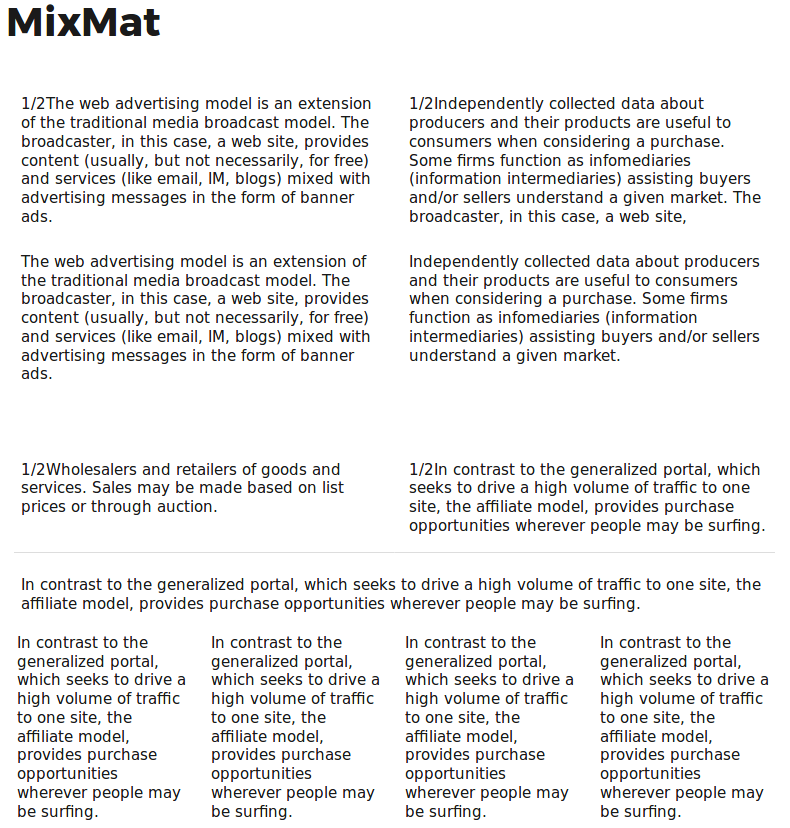 MixMat
1/2The web advertising model is an extension
of the traditional media broadcast model. The
broadcaster, in this case, a web site, provides
content (usually, but not necessarily, for free)
and services (like email, IM, blogs) mixed with
advertising messages in the form of banner
ads.
1/2Independently collected data about
producers and their products are useful to
consumers when considering a purchase.
Some firms function as infomediaries
(information intermediaries) assisting buyers
and/or sellers understand a given market. The
broadcaster, in this case, a web site,
The web advertising model is an extension of
the traditional media broadcast model. The
broadcaster, in this case, a web site, provides
content (usually, but not necessarily, for free)
and services (like email, IM, blogs) mixed with
advertising messages in the form of banner
ads.
Independently collected data about producers
and their products are useful to consumers
when considering a purchase. Some firms
function as infomediaries (information
intermediaries) assisting buyers and/or sellers
understand a given market.
1/2Wholesalers and retailers of goods and
services. Sales may be made based on list
prices or through auction.
1/2In contrast to the generalized portal, which
seeks to drive a high volume of traffic to one
site, the affiliate model, provides purchase
opportunities wherever people may be surfing.
In contrast to the generalized portal, which seeks to drive a high volume of traffic to one site, the
affiliate model, provides purchase opportunities wherever people may be surfing.
In contrast to the
generalized portal,
which seeks to drive a
high volume of traffic
to one site, the
affiliate model,
provides purchase
opportunities
wherever people may
be surfing.
In contrast to the
generalized portal,
which seeks to drive a
high volume of traffic
to one site, the
affiliate model,
provides purchase
opportunities
wherever people may
be surfing.
In contrast to the
generalized portal,
which seeks to drive a
high volume of traffic
to one site, the
affiliate model,
provides purchase
opportunities
wherever people may
be surfing.
In contrast to the
generalized portal,
which seeks to drive a
high volume of traffic
to one site, the
affiliate model,
provides purchase
opportunities
wherever people may
be surfing.